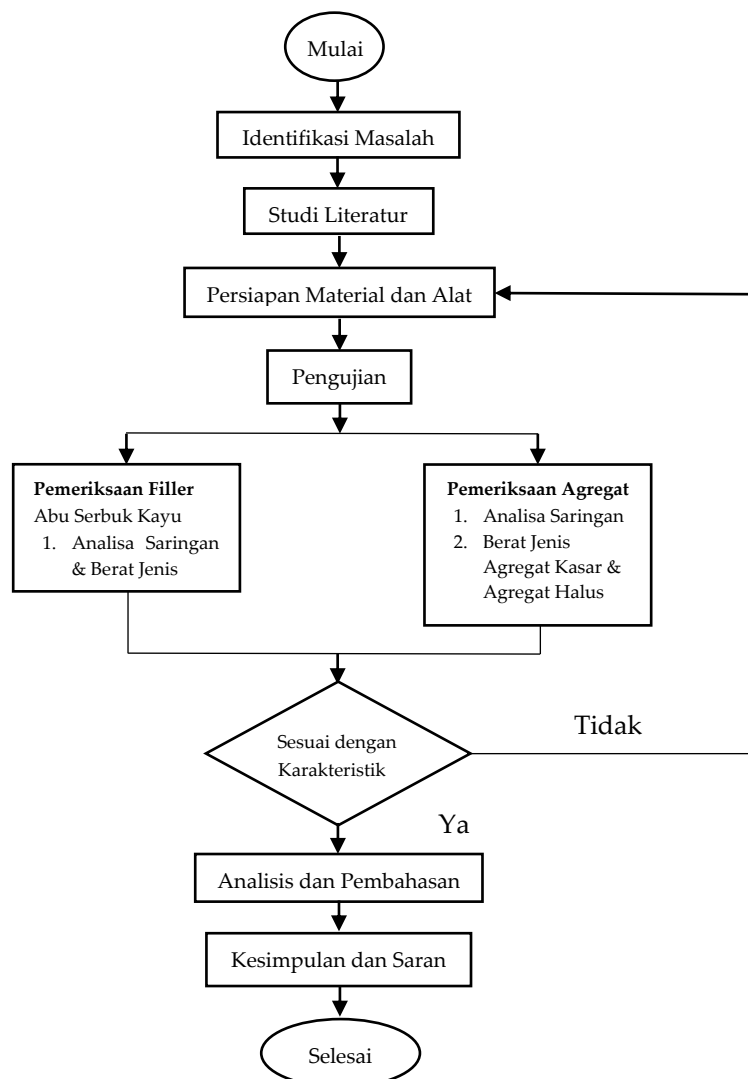 Mulai
Identifikasi Masalah
Studi Literatur
Persiapan Material dan Alat
Pengujian
Pemeriksaan Filler
Abu Serbuk Kayu
1. Analisa Saringan
& Berat Jenis
Pemeriksaan Agregat
1. Analisa Saringan
2. Berat Jenis
Agregat Kasar &
Agregat Halus
Sesuai dengan
Karakteristik
Tidak
Ya
Analisis dan Pembahasan
Kesimpulan dan Saran
Selesai